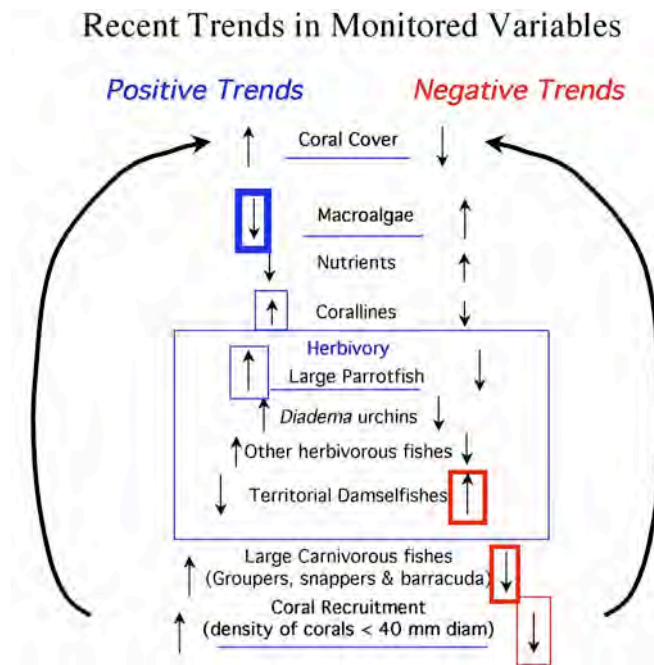 Recent Trends in Monitored Variables
Positive Trends
Negative Trends
Coral Cover
Macroalgae
Nutrients
Corallines
Herbivory
Large Parrotfish
Diadema urchins
Other herbivorous fishes
Territorial Damselfishes
Large Carnivorous fishes
(Groupers, snappers & barracuda)
Coral Recruitment
(density of corals < 40 mm diam)